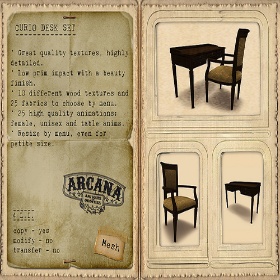 CURIO DESK SET
* Great quality textures, highly
detailed.
* Low prim impact with a beauty
finish.
* 10 different wood textures and
25 fabrics to choose by menu.
* 25 high quality animations:
female, unisex and table anims.
* Resize by menu, even for
petite size
ARCANA
copy - yes
modify - no
transfer - no
Mesh